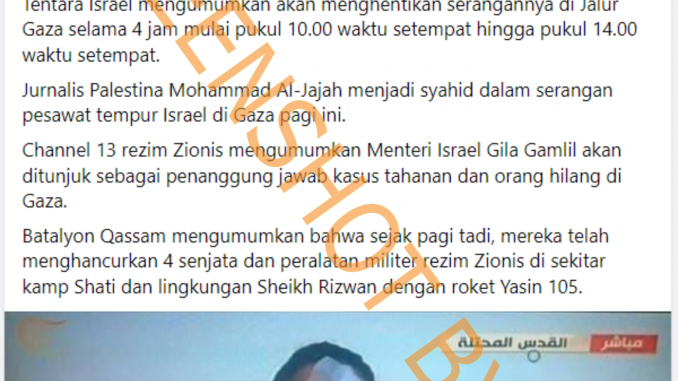 Tentara Israel mengumumkan akan menghentikan serangannya di Jalur
Gaza selama 4 jam mulai pukul 10.00 waktu setempat hingga pukul 14.00
waktu setempat.
Jurnalis Palestina Mohammad Al-Jajah menjadi syahid dalam serangan
pesawat tempur Israel di Gaza pagi ini.
Channel 13 rezim Zionis mengumumkan Menteri Israel Gila Gamlil akan
ditunjuk sebagai penanggung jawab kasus tahanan dan orang hilang di
Gaza.
Batalyon Qassam mengumumkan bahwa sejak pagi tadi, mereka telah
menghancurkan 4 senjata dan peralatan militer rezim Zionis di sekitar
kamp Shati dan lingkungan Sheikh Rizwan dengan roket Yasin 105.
مباشر القدس المحتلة
ENSHOT BY